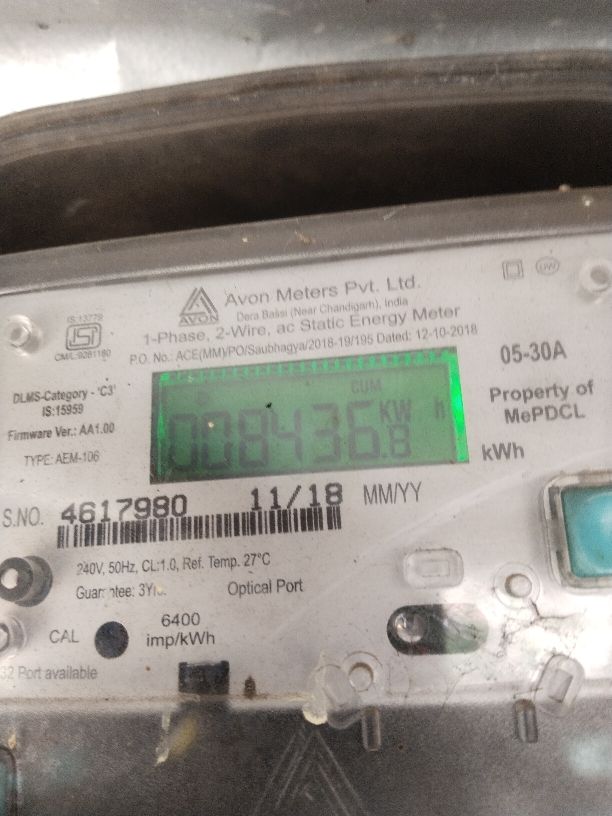 Avon Meters Pvt. Ltd.
AVON
Dera Bassi (Near Chandigarh), India
1-Phase, 2-Wire, ac Static Energy Meter
P.O. No.: ACE(MM)/PO/Saubhagya/2018-19/195 Dated: 12-10-2018
UW
IS:13779
ISI
CM/L:9261160
05-30A
DLMS-Category - 'C3'
IS:15959
Firmware Ver.: AA1.00
TYPE: AEM-106
CUM
008436.8 KW h
kWh
Property of
MePDCL
S.NO. 4617980 11/18 MM/YY
240V, 50Hz, CL:1.0, Ref. Temp. 27°C
Optical Port
CAL
6400
imp/kWh
32 Port available